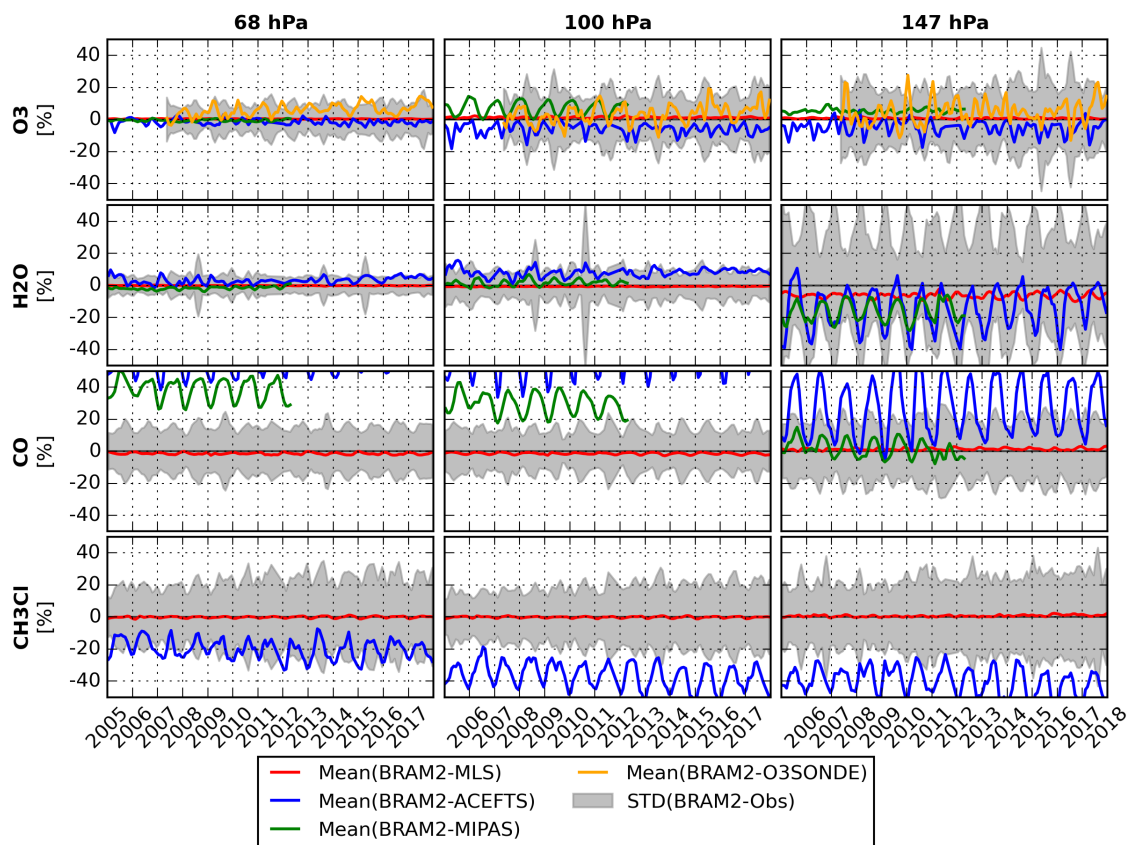 68 hPa 100 hPa 147 hPa
O3
[%]
40
20
0
-20
-40
H2O
[%]
40
20
0
-20
-40
CO
[%]
40
20
0
-20
-40
CH3Cl
[%]
40
20
0
-20
-40
2005 2006 2007 2008 2009 2010 2011 2012 2013 2014 2015 2016 2017
2006 2007 2008 2009 2010 2011 2012 2013 2014 2015 2016 2017
2006 2007 2008 2009 2010 2011 2012 2013 2014 2015 2016 2017 2018
Mean(BRAM2-MLS)
Mean(BRAM2-ACEFTS)
Mean(BRAM2-MIPAS)
Mean(BRAM2-O3SONDE)
STD(BRAM2-Obs)